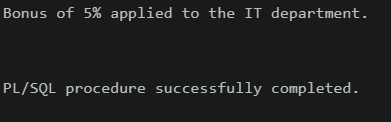 Bonus of 5% applied to the IT department.
PL/SQL procedure successfully completed.